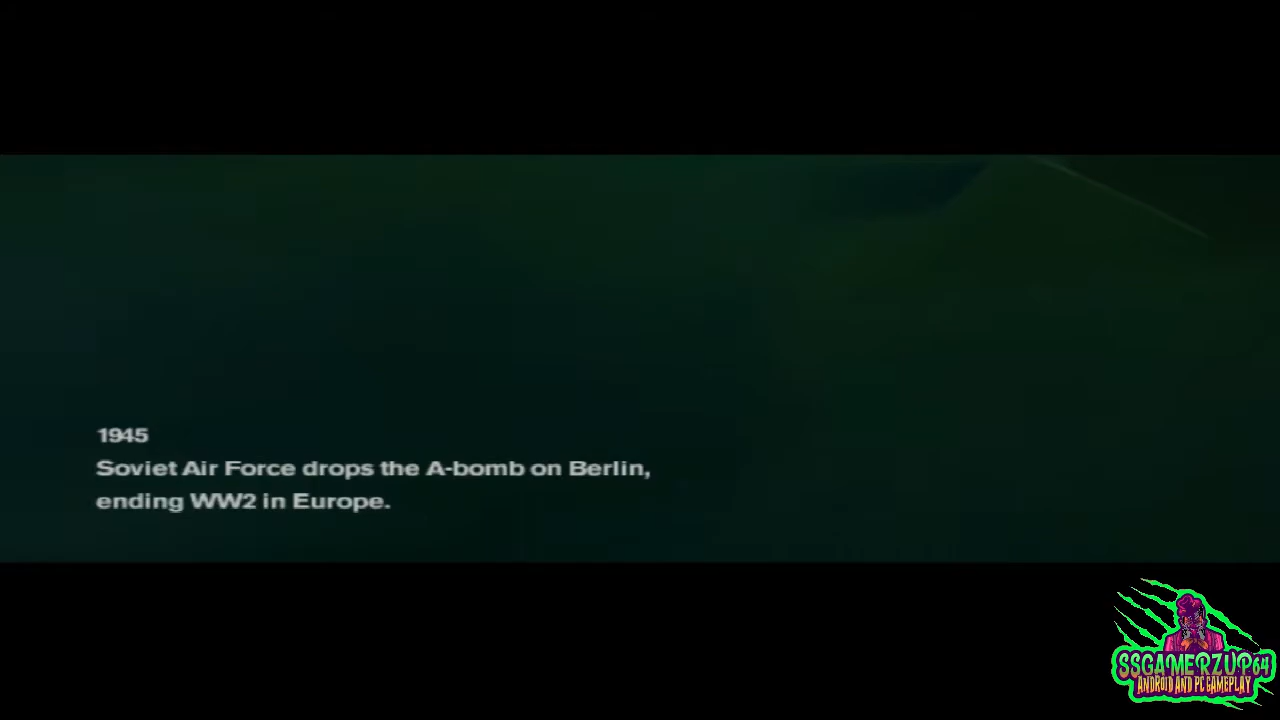 1945
Soviet Air Force drops the A-bomb on Berlin,
ending WW2 in Europe.
SSGAMERZUP64
ANDROID AND PC GAMEPLAY